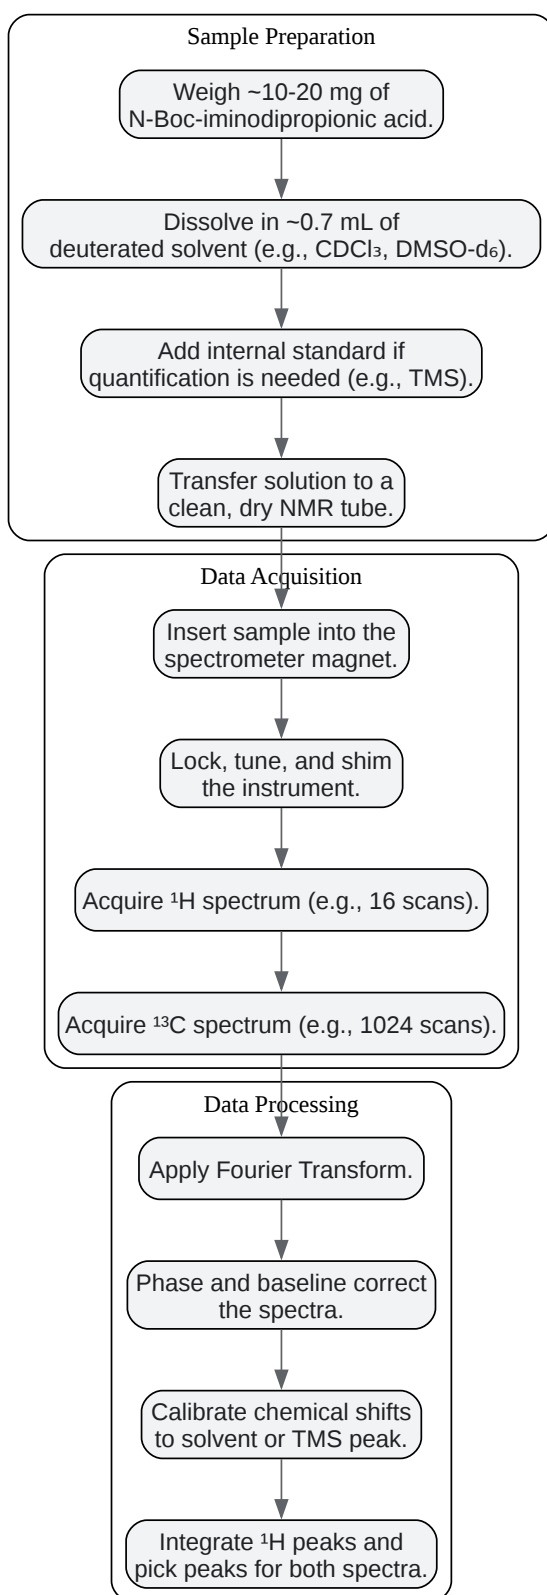 Sample Preparation
Weigh ~10-20 mg of
N-Boc-iminodipropionic acid.
Dissolve in ~0.7 mL of
deuterated solvent (e.g., CDCl₃, DMSO-d₆).
Add internal standard if
quantification is needed (e.g., TMS).
Transfer solution to a
clean, dry NMR tube.
Data Acquisition
Insert sample into the
spectrometer magnet.
Lock, tune, and shim
the instrument.
Acquire ¹H spectrum (e.g., 16 scans).
Acquire ¹³C spectrum (e.g., 1024 scans).
Data Processing
Apply Fourier Transform.
Phase and baseline correct
the spectra.
Calibrate chemical shifts
to solvent or TMS peak.
Integrate ¹H peaks and
pick peaks for both spectra.